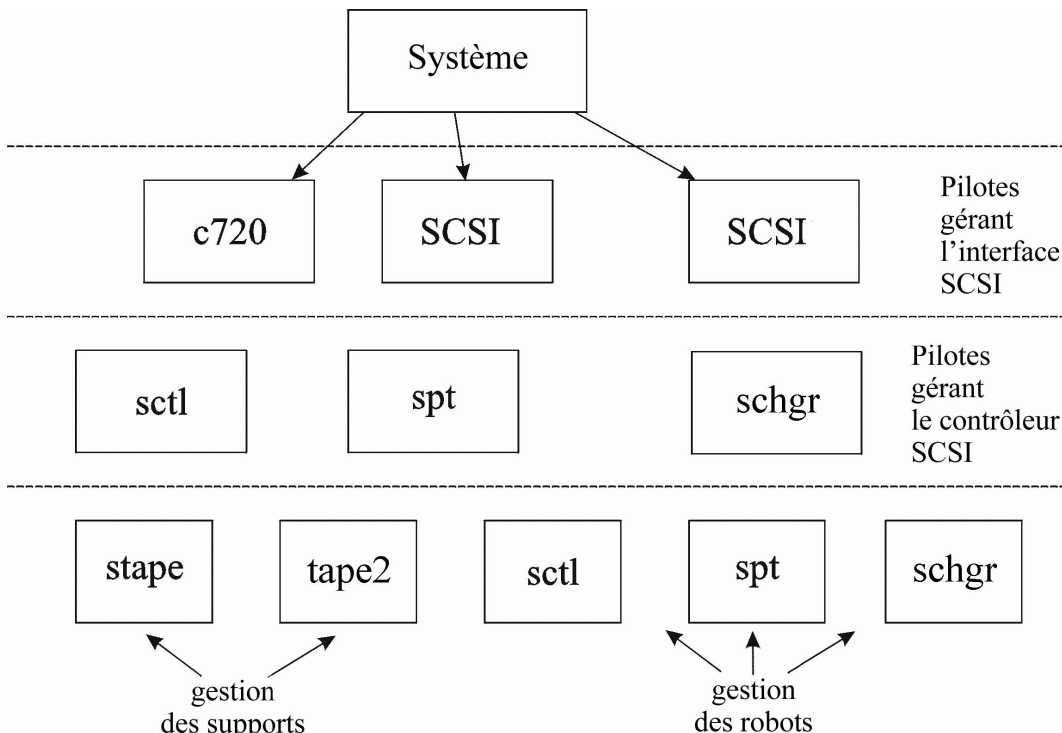 Système
c720
SCSI
SCSI
Pilotes
gérant
l’interface
SCSI
sctl
spt
schgr
Pilotes
gérant
le contrôleur
SCSI
stape
tape2
sctl
spt
schgr
gestion
des supports
gestion
des robots